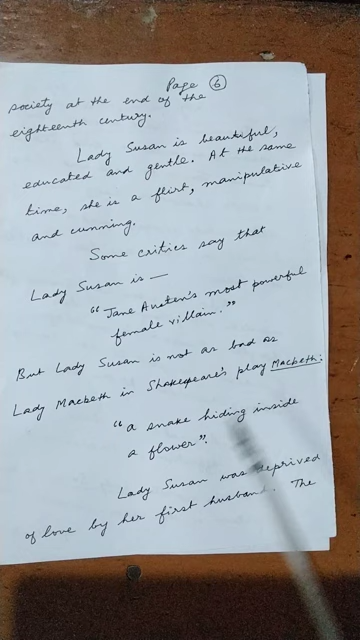 Page 6
society at the end of the
eighteenth century.
Lady Susan is beautiful,
educated and gentle. At the same
time, she is a flirt, manipulative
and cunning.
Some critics say that
Lady Susan is —
"Jane Austen's most powerful
female villain."
But Lady Susan is not as bad as
Lady Macbeth in Shakespeare's play Macbeth:
"a snake hiding inside
a flower".
Lady Susan was deprived
of love by her first husband. The